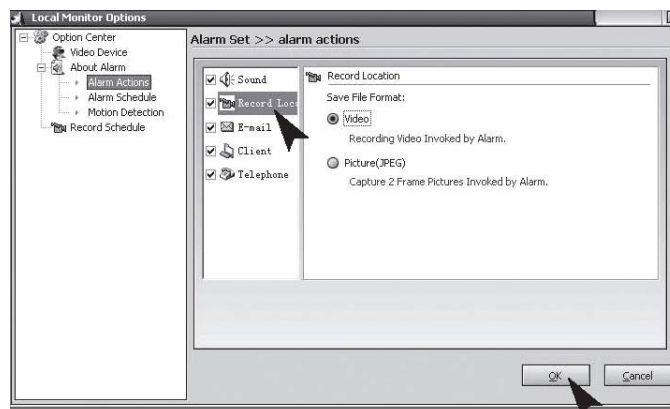 Local Monitor Options
Option Center
Video Device
About Alarm
Alarm Actions
Alarm Schedule
Motion Detection
Record Schedule
Alarm Set >> alarm actions
Sound
Record Loc
E-mail
Client
Telephone
Record Location
Save File Format:
Video
Recording Video Invoked by Alarm.
Picture(JPEG)
Capture 2 Frame Pictures Invoked by Alarm.
OK
Cancel